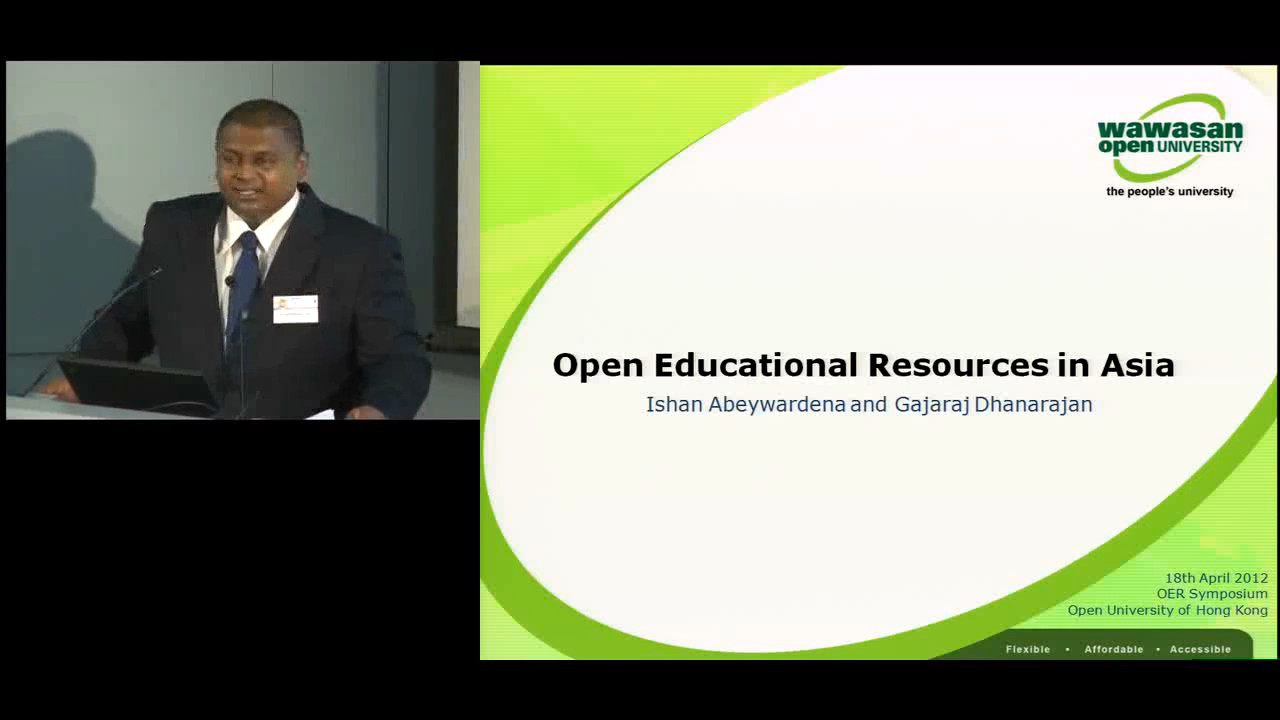 wawasan
open UNIVERSITY
the people's university
Open Educational Resources in Asia
Ishan Abeywardena and Gajaraj Dhanarajan
18th April 2012
OER Symposium
Open University of Hong Kong
Flexible • Affordable • Accessible